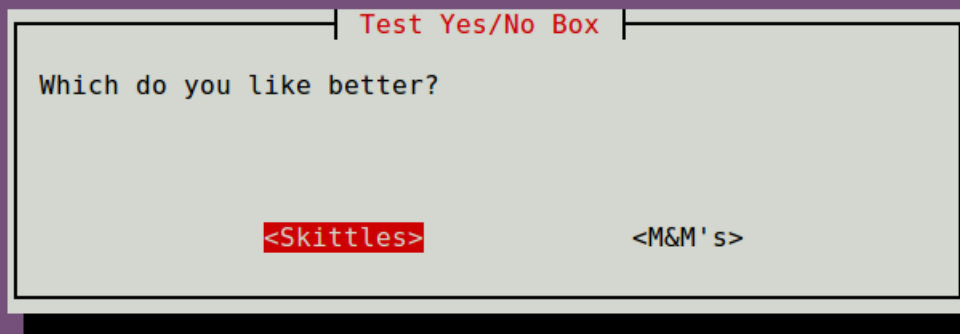 Test Yes/No Box
Which do you like better?
<Skittles> <M&M's>